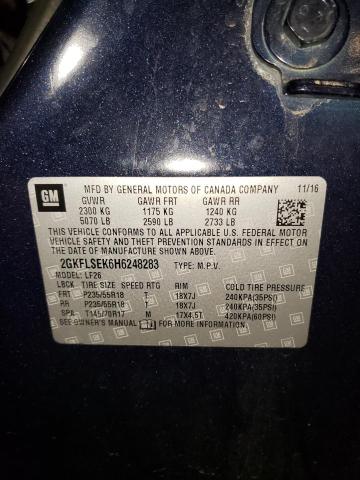 GM
MFD BY GENERAL MOTORS OF CANADA COMPANY 11/16
GVWR GAWR FRT GAWR RR
2300 KG 1175 KG 1240 KG
5070 LB 2590 LB 2733 LB
THIS VEHICLE CONFORMS TO ALL APPLICABLE U.S. FEDERAL
MOTOR VEHICLE SAFETY AND THEFT PREVENTION STANDARDS
IN EFFECT ON THE DATE OF MANUFACTURE SHOWN ABOVE.
2GKFLSEK6H6248283 TYPE: M.P.V.
MODEL: LF26
LBCK TIRE SIZE SPEED RTG RIM COLD TIRE PRESSURE
FRT P235/55R18 T 18X7J 240KPA(35PSI)
RR P235/55R18 T 18X7J 240KPA(35PSI)
SPA T145/70R17 M 17X4.5T 420KPA(60PSI)
SEE OWNER'S MANUAL FOR ADDITIONAL INFORMATION.